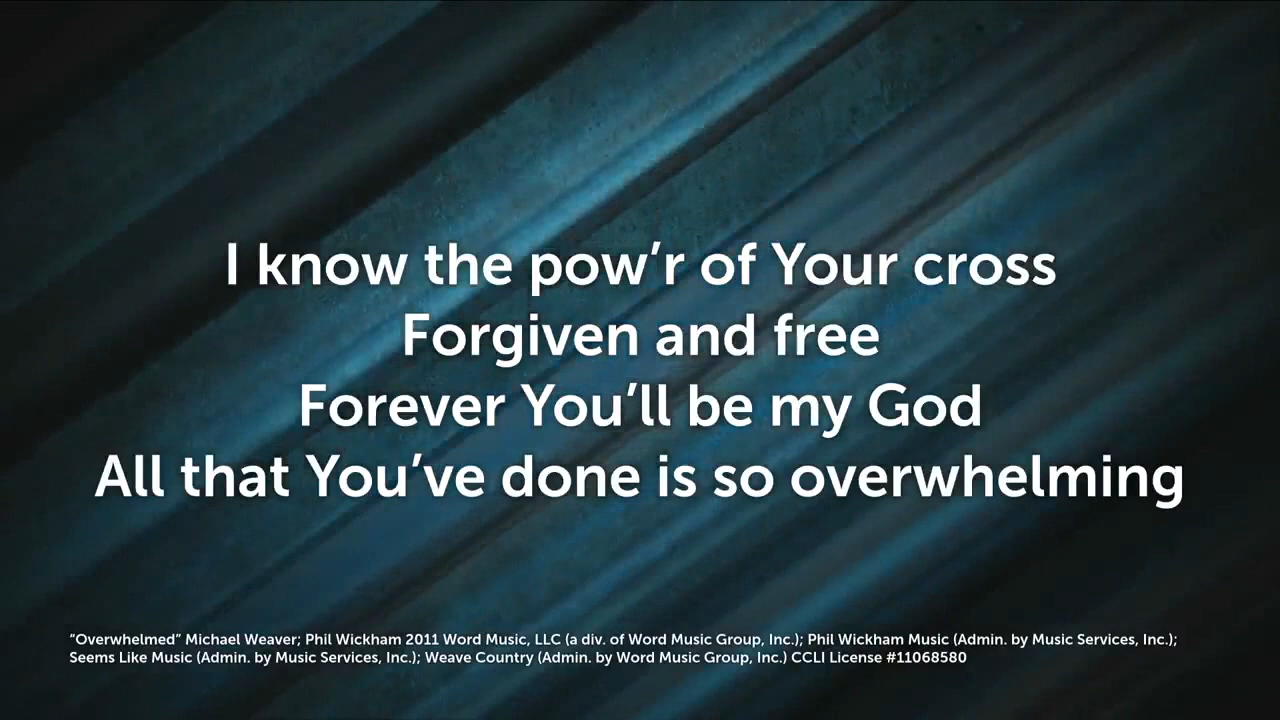 I know the pow’r of Your cross
Forgiven and free
Forever You’ll be my God
All that You’ve done is so overwhelming
“Overwhelmed” Michael Weaver; Phil Wickham 2011 Word Music, LLC (a div. of Word Music Group, Inc.); Phil Wickham Music (Admin. by Music Services, Inc.);
Seems Like Music (Admin. by Music Services, Inc.); Weave Country (Admin. by Word Music Group, Inc.) CCLI License #11068580